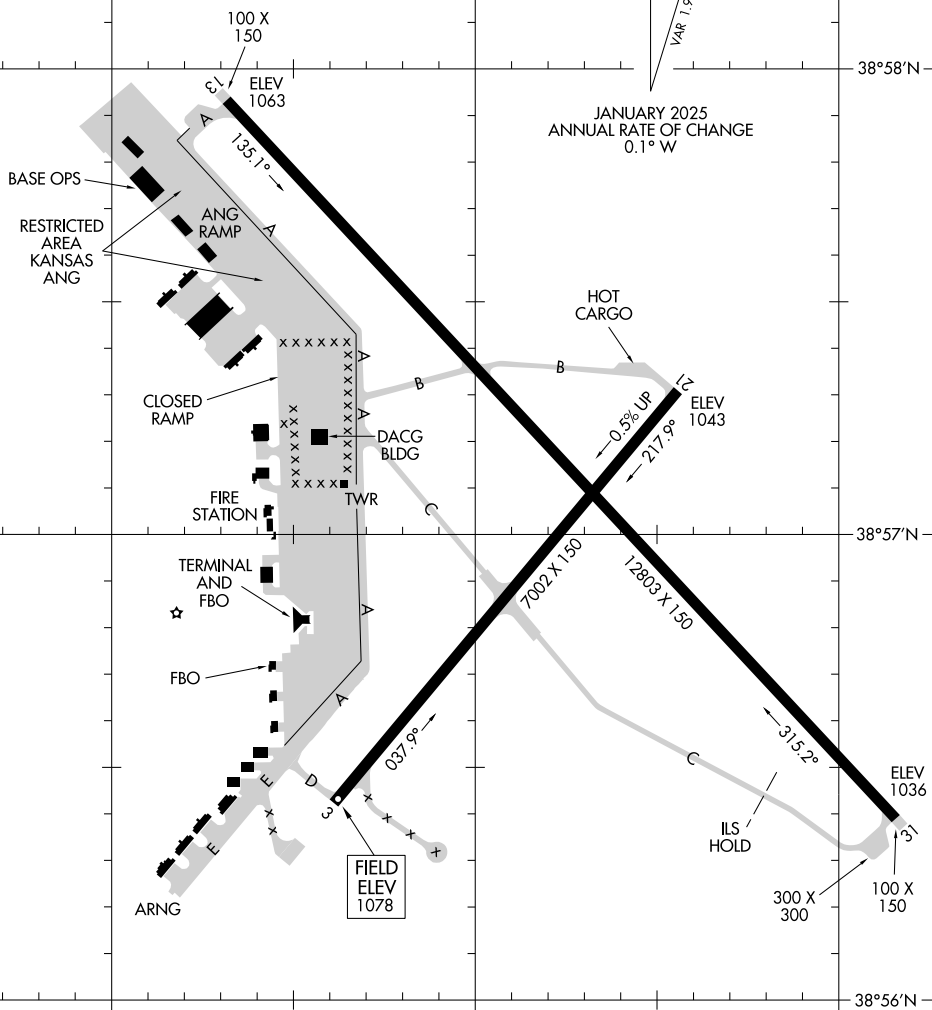 100 X
150
VAR 1.9
38°58'N
13
ELEV
1063
JANUARY 2025
ANNUAL RATE OF CHANGE
0.1° W
A
135.1°
BASE OPS
RESTRICTED
AREA
KANSAS
ANG
ANG
RAMP
A
HOT
CARGO
A
B
B
21
ELEV
1043
CLOSED
RAMP
X X X X X X
A
0.5% UP
217.9°
DACG
BLDG
X X X X X
TWR
C
FIRE
STATION
38°57'N
TERMINAL
AND
FBO
7002 X 150
12803 X 150
A
FBO
A
037.9°
315.2°
C
ELEV
1036
E
D
3
X
X
X
X
X
X
ILS
HOLD
31
E
FIELD
ELEV
1078
300 X
300
100 X
150
ARNG
38°56'N